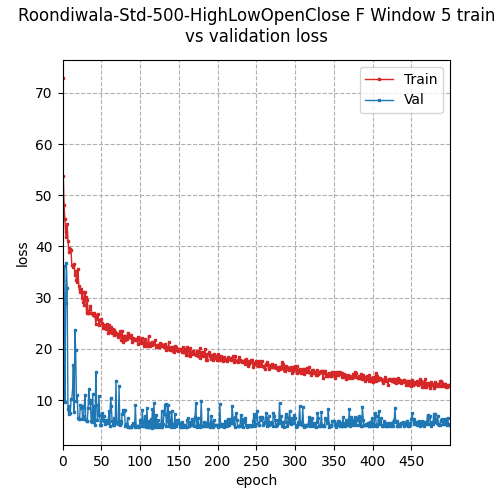 Roondiwala-Std-500-HighLowOpenClose F Window 5 train
vs validation loss
Train
Val
70
60
50
40
30
20
10
loss
0 50 100 150 200 250 300 350 400 450
epoch